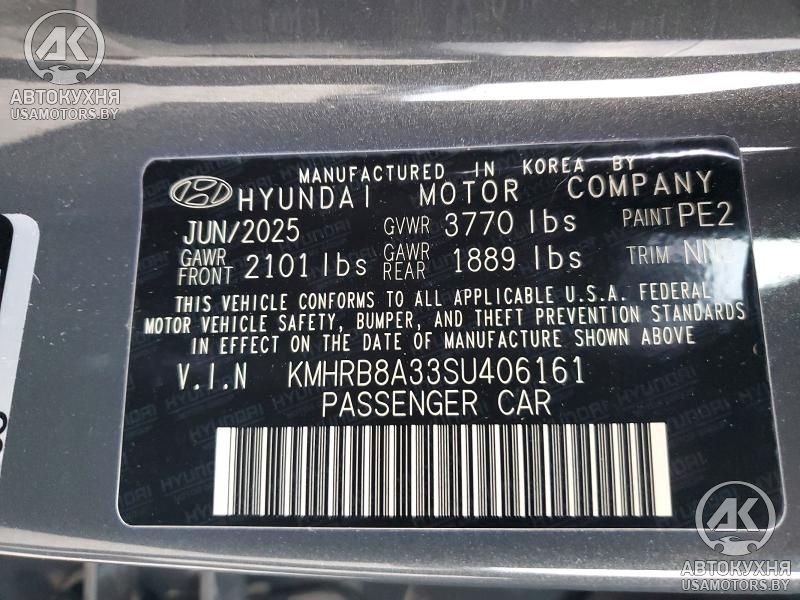 АК
АВТОКУХНЯ
USAMOTORS.BY
MANUFACTURED IN KOREA BY
HYUNDAI MOTOR COMPANY
JUN/2025 GVWR 3770 lbs PAINT PE2
GAWR FRONT 2101 lbs GAWR REAR 1889 lbs TRIM
THIS VEHICLE CONFORMS TO ALL APPLICABLE U.S.A. FEDERAL
MOTOR VEHICLE SAFETY, BUMPER, AND THEFT PREVENTION STANDARDS
IN EFFECT ON THE DATE OF MANUFACTURE SHOWN ABOVE
V.I.N KMHRB8A33SU406161
PASSENGER CAR
АК
АВТОКУХНЯ
USAMOTORS.BY